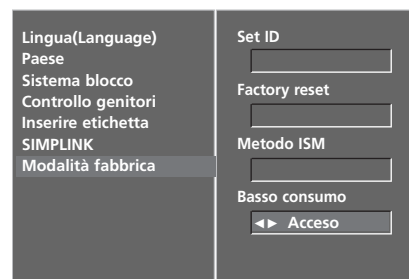 Lingua(Language)
Paese
Sistema blocco
Controllo genitori
Inserire etichetta
SIMPLINK
Modalità fabbrica
Set ID
Factory reset
Metodo ISM
Basso consumo
◄► Acceso